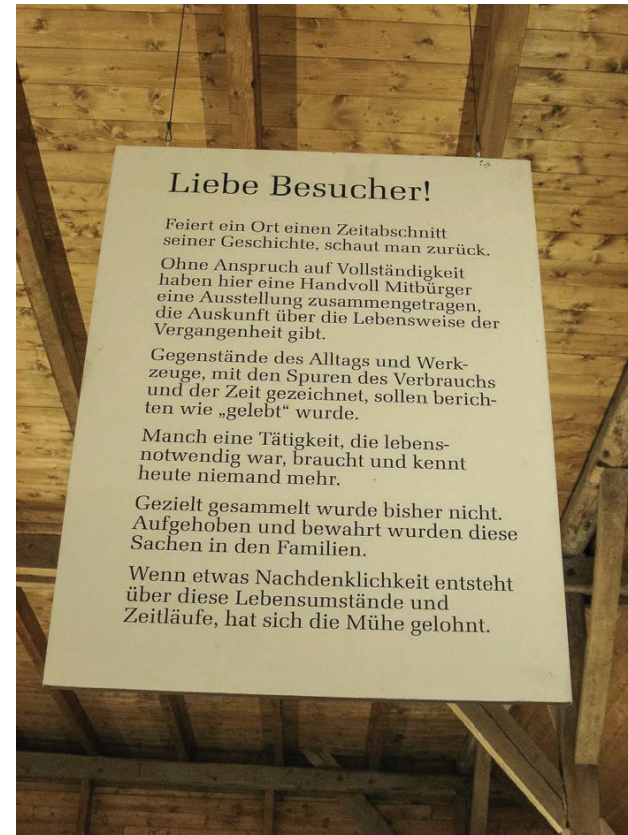 Liebe Besucher!
Feiert ein Ort einen Zeitabschnitt
seiner Geschichte, schaut man zurück.
Ohne Anspruch auf Vollständigkeit
haben hier eine Handvoll Mitbürger
eine Ausstellung zusammengetragen,
die Auskunft über die Lebensweise der
Vergangenheit gibt.
Gegenstände des Alltags und Werk-
zeuge, mit den Spuren des Verbrauchs
und der Zeit gezeichnet, sollen berich-
ten wie „gelebt“ wurde.
Manch eine Tätigkeit, die lebens-
notwendig war, braucht und kennt
heute niemand mehr.
Gezielt gesammelt wurde bisher nicht.
Aufgehoben und bewahrt wurden diese
Sachen in den Familien.
Wenn etwas Nachdenklichkeit entsteht
über diese Lebensumstände und
Zeitläufe, hat sich die Mühe gelohnt.